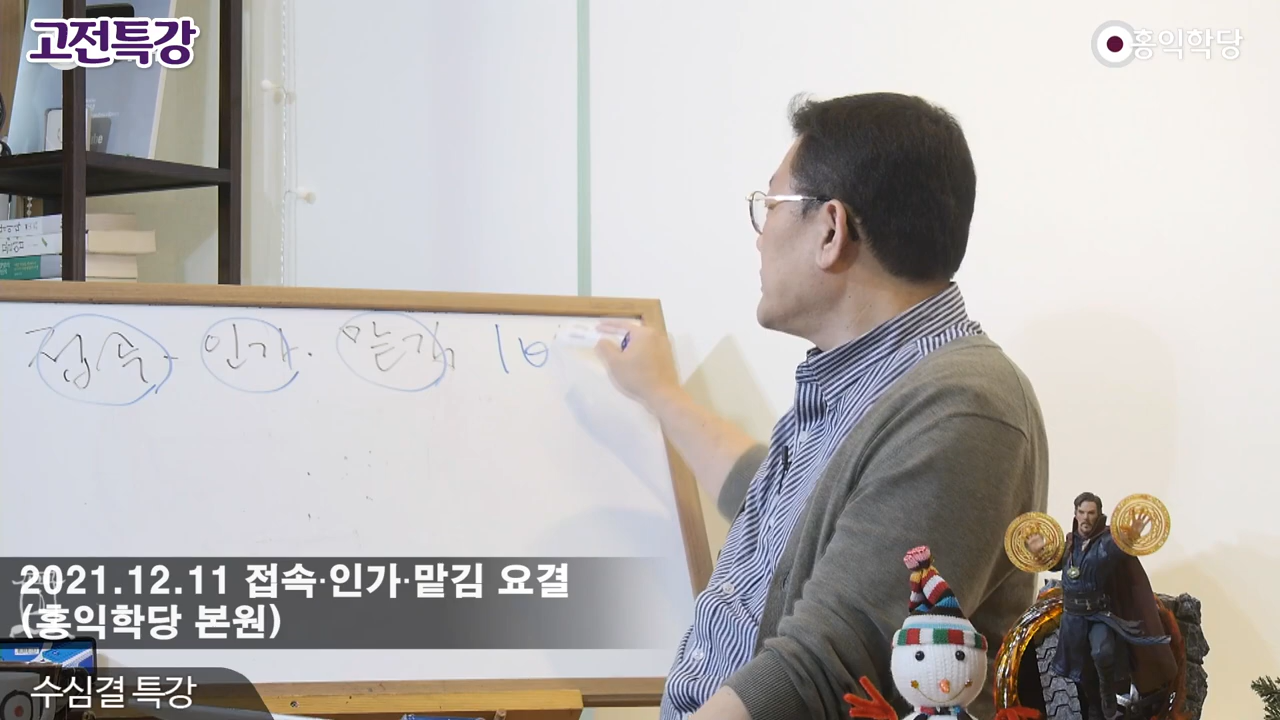 고전특강
홍익학당
접속·인가·맡김 10
2021.12.11 접속·인가·맡김 요결
(홍익학당 본원)
수심결 특강